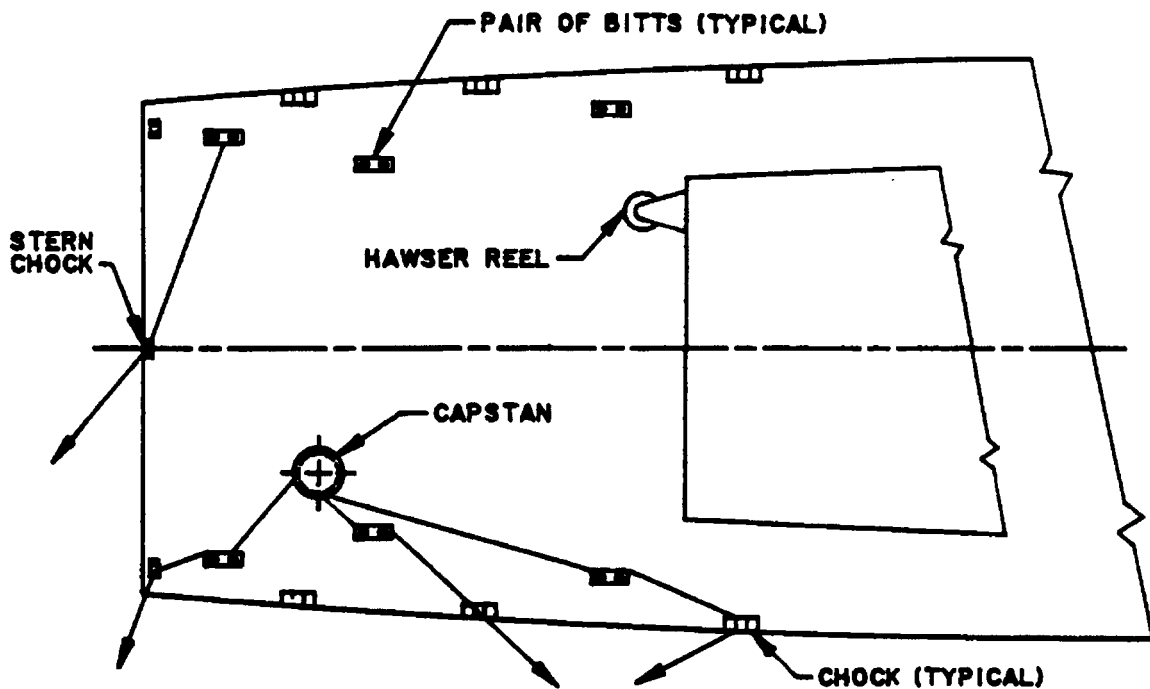 PAIR OF BITTS (TYPICAL)
STERN
CHOCK
HAWSER REEL
CAPSTAN
CHOCK (TYPICAL)